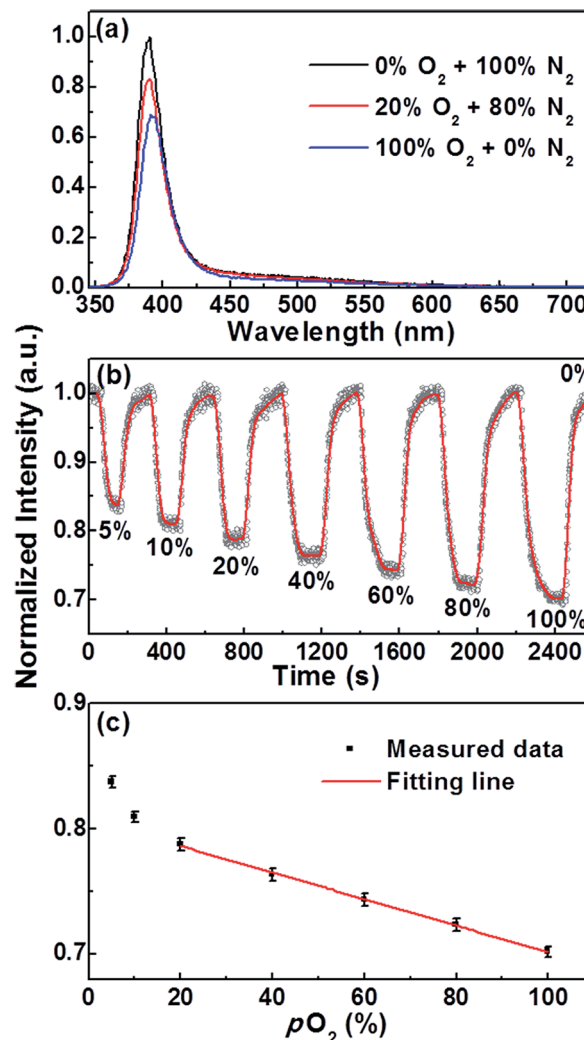 (a)
0% O₂ + 100% N₂
20% O₂ + 80% N₂
100% O₂ + 0% N₂
1.0
0.8
0.6
0.4
0.2
0.0
345 400 450 500 550 600 650 700
Wavelength (nm)
Normalized Intensity (a.u.)
(b)
0%
1.0
0.9
0.8
0.7
5%
10%
20%
40%
60%
80%
100%
0 400 800 1200 1600 2000 2400
Time (s)
(c)
Measured data
Fitting line
0.9
0.8
0.7
0 20 40 60 80 100
pO₂ (%)